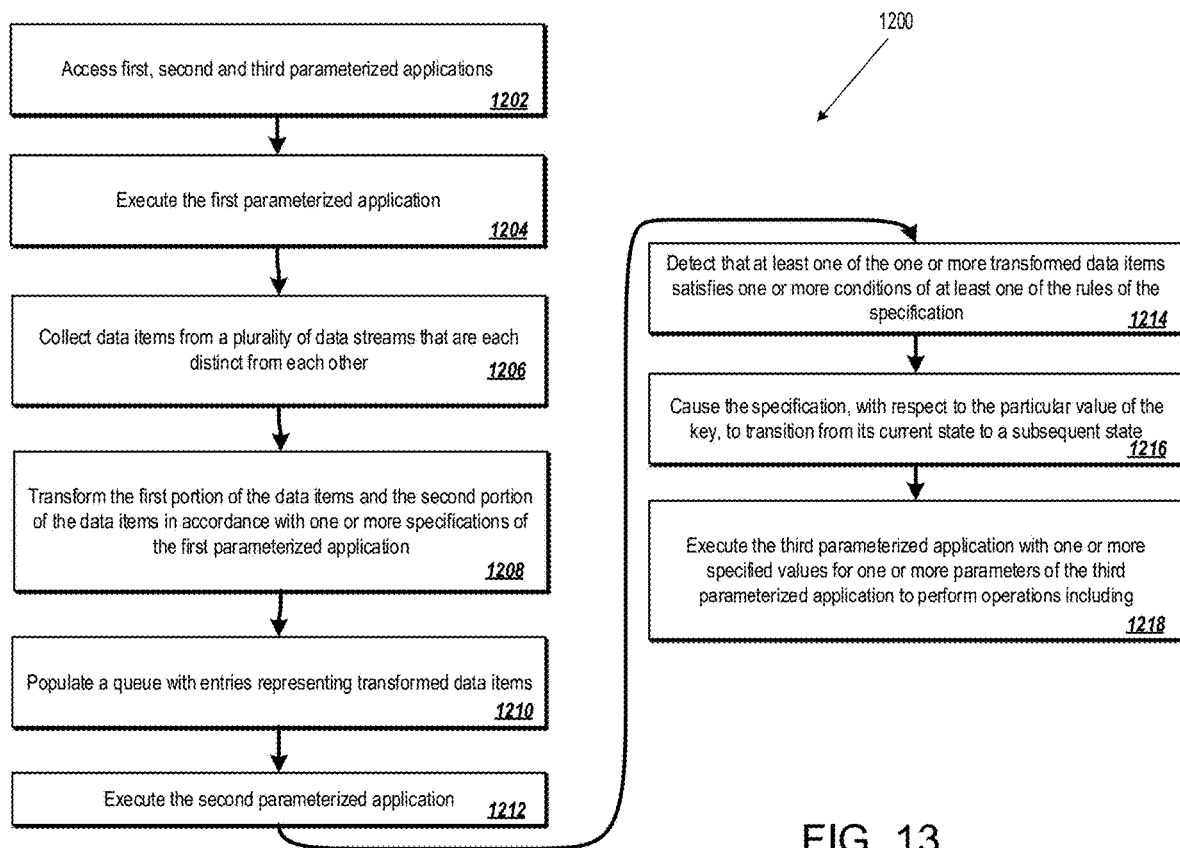 1200
Access first, second and third parameterized applications
1202
Execute the first parameterized application
1204
Collect data items from a plurality of data streams that are each
distinct from each other
1206
Transform the first portion of the data items and the second portion
of the data items in accordance with one or more specifications of
the first parameterized application
1208
Populate a queue with entries representing transformed data items
1210
Execute the second parameterized application
1212
Detect that at least one of the one or more transformed data items
satisfies one or more conditions of at least one of the rules of the
specification
1214
Cause the specification, with respect to the particular value of the
key, to transition from its current state to a subsequent state
1216
Execute the third parameterized application with one or more
specified values for one or more parameters of the third
parameterized application to perform operations including
1218
FIG. 13